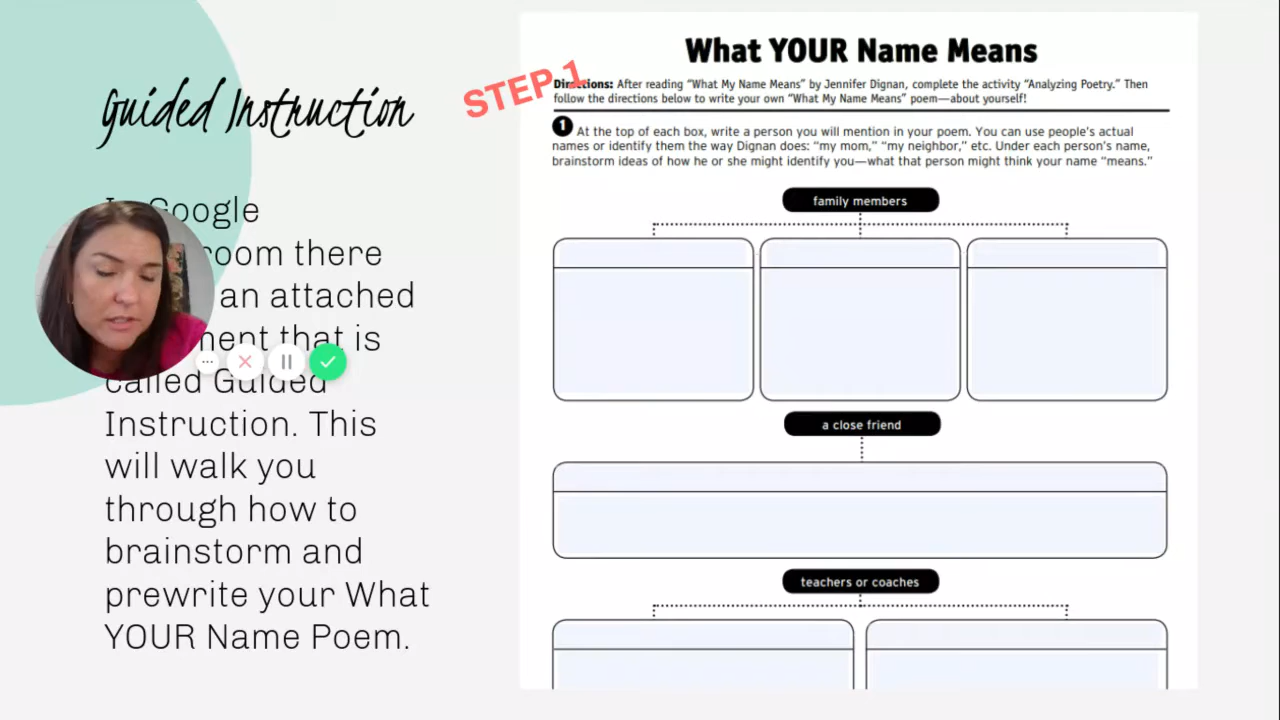 Guided Instruction
Google
room there
an attached
ment that is
called Guided
Instruction. This
will walk you
through how to
brainstorm and
prewrite your What
YOUR Name Poem.
STEP 1
What YOUR Name Means
Directions: After reading “What My Name Means” by Jennifer Dignan, complete the activity “Analyzing Poetry.” Then
follow the directions below to write your own “What My Name Means” poem—about yourself!
1 At the top of each box, write a person you will mention in your poem. You can use people's actual
names or identify them the way Dignan does: “my mom,” “my neighbor,” etc. Under each person's name,
brainstorm ideas of how he or she might identify you—what that person might think your name “means.”
family members
a close friend
teachers or coaches